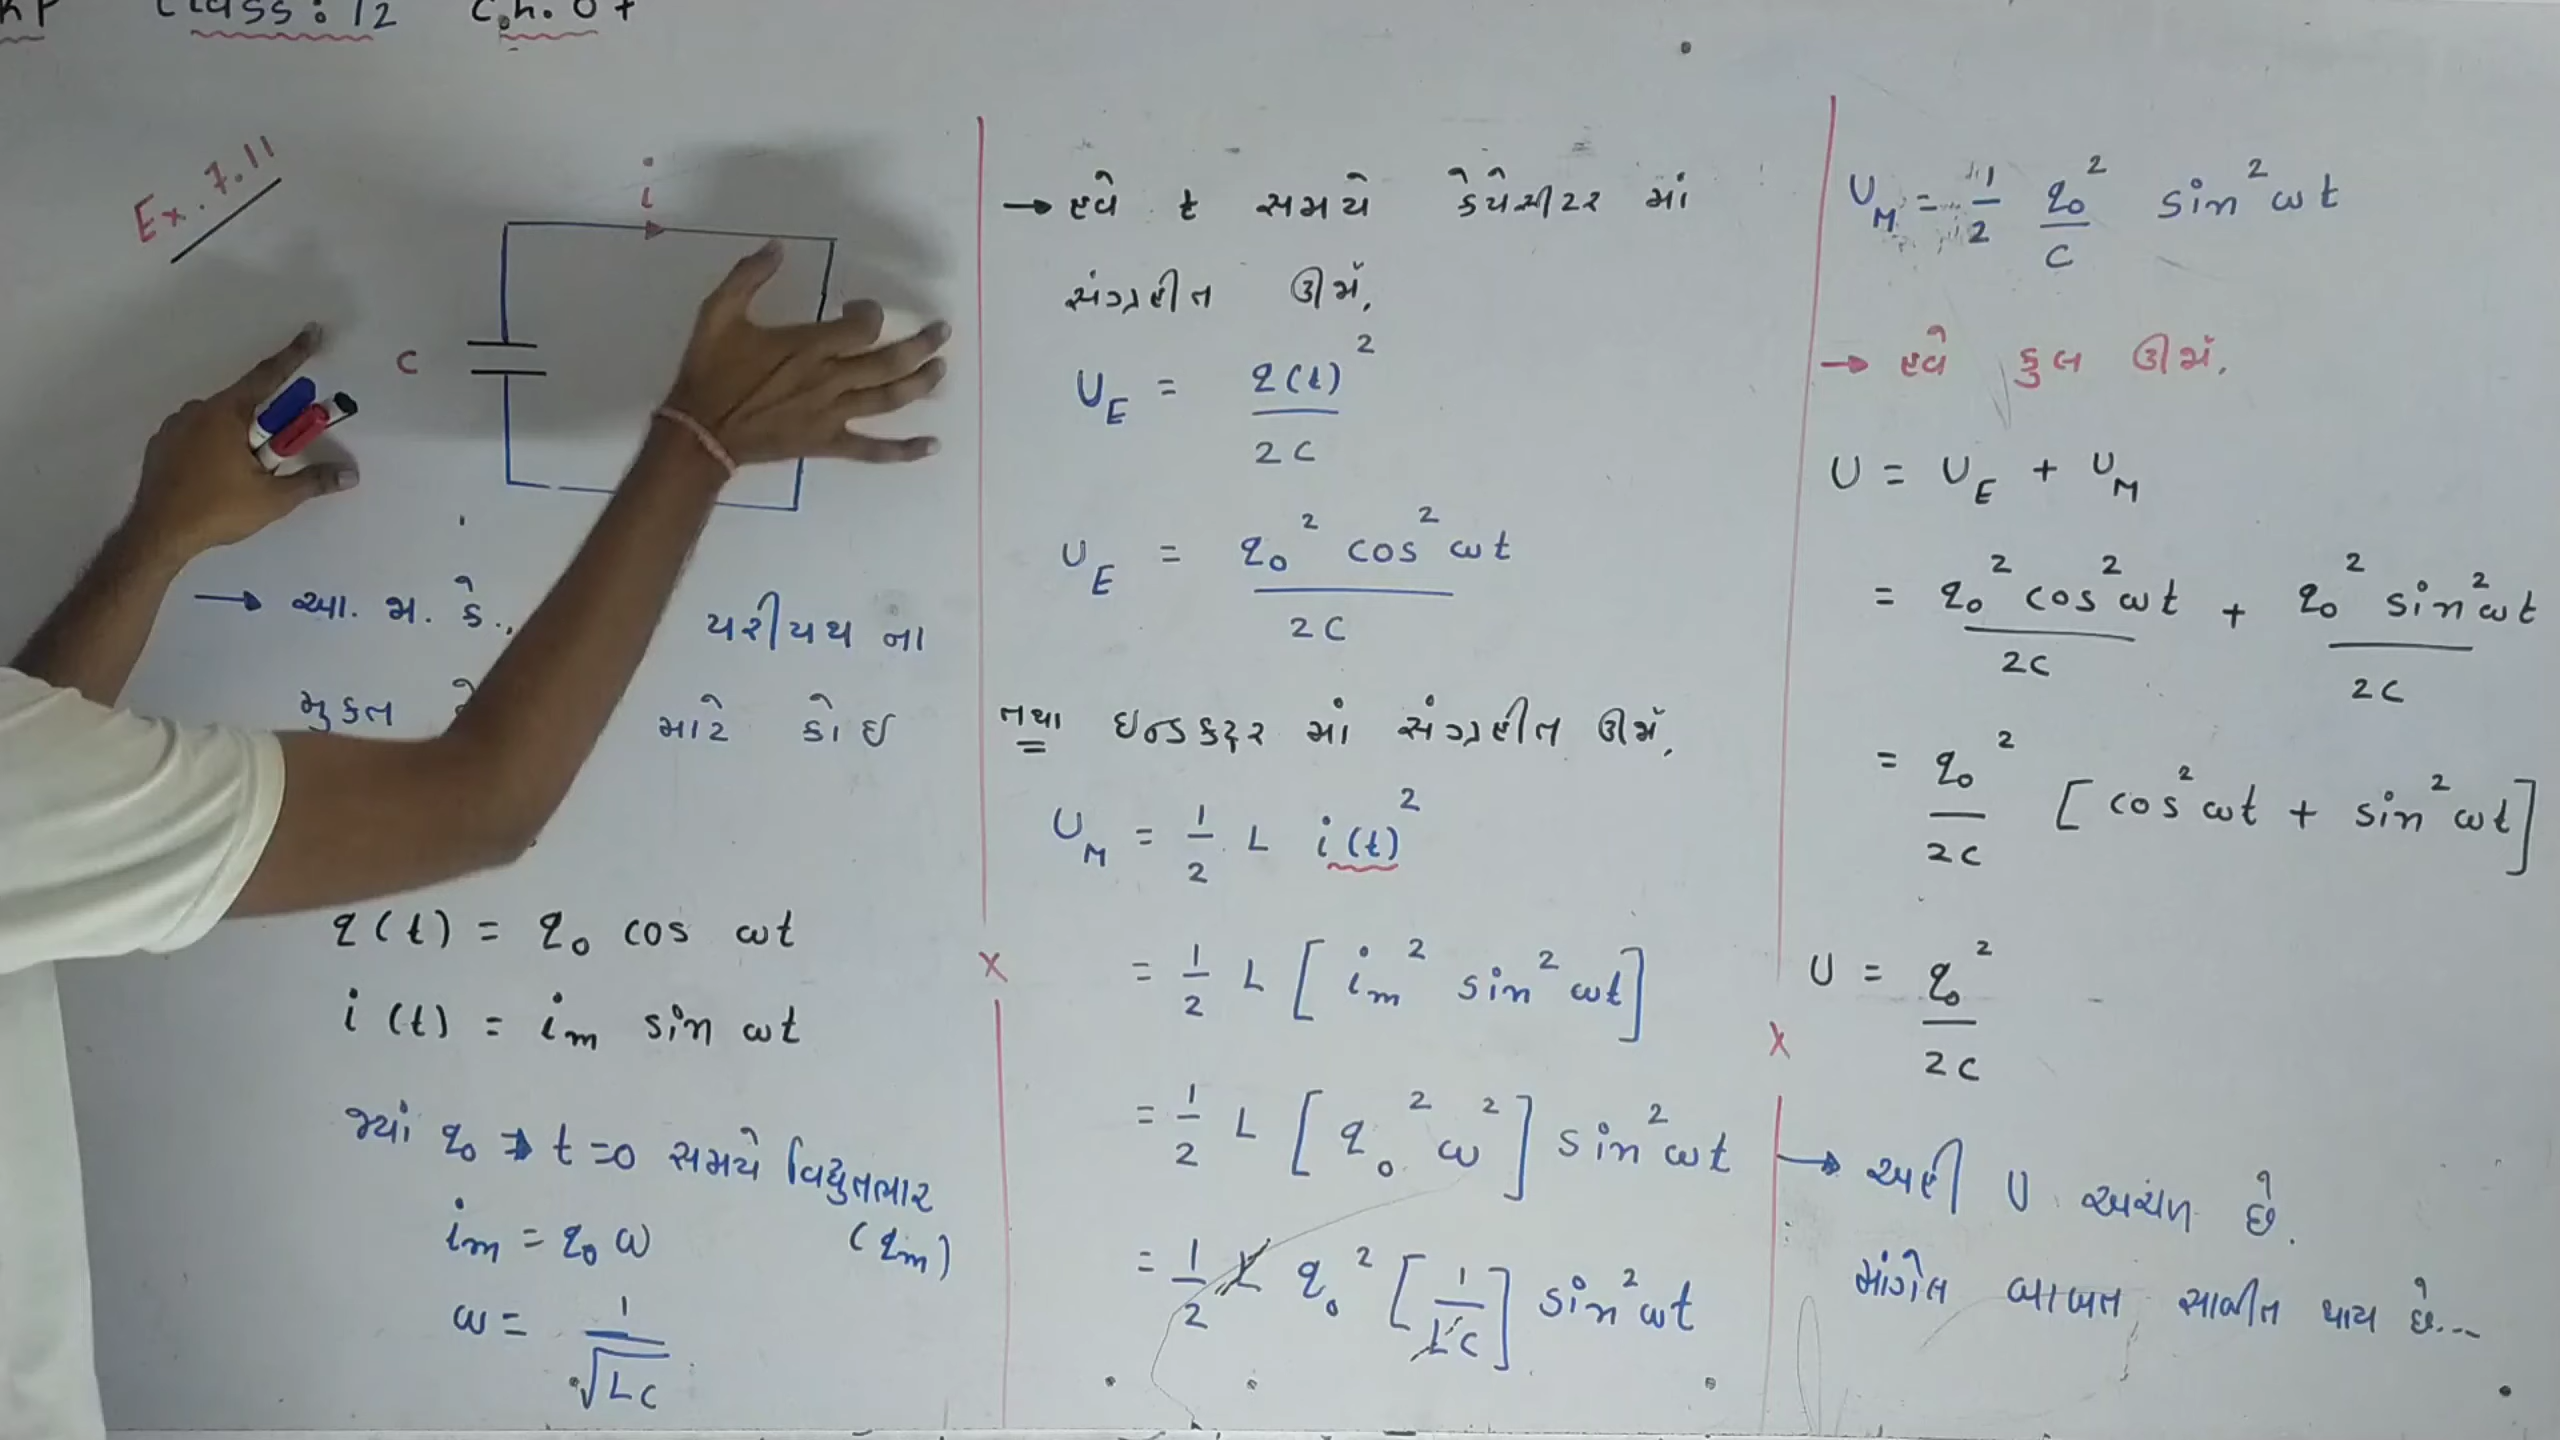 Class : 12 Ch. 07
Ex. 7.11
i
C
→ આ. મ. કે., પરીપથ ના
મુક્ત માટે કોઈ
q(t) = q₀ cos ωt
i(t) = iₘ sin ωt
જ્યાં q₀ → t=0 સમયે વિદ્યુતભાર
iₘ = q₀ ω (qₘ)
ω = 1/√LC
→ હવે t સમયે કેપેસીટર માં
સંગ્રહીત ઊર્જા,
U_E = q(t)²/2C
U_E = q₀² cos² ωt/2C
તથા ઇન્ડક્ટર માં સંગ્રહીત ઊર્જા,
U_M = 1/2 L i(t)²
= 1/2 L [iₘ² sin² ωt]
= 1/2 L [q₀² ω²] sin² ωt
= 1/2 L q₀² [1/LC] sin² ωt
U_M = 1/2 q₀²/C sin² ωt
→ હવે કુલ ઊર્જા,
U = U_E + U_M
= q₀² cos² ωt/2C + q₀² sin² ωt/2C
= q₀²/2C [cos² ωt + sin² ωt]
U = q₀²/2C
→ અહી U અચળ છે.
માંગેલ બાબત સાબીત થાય છે...